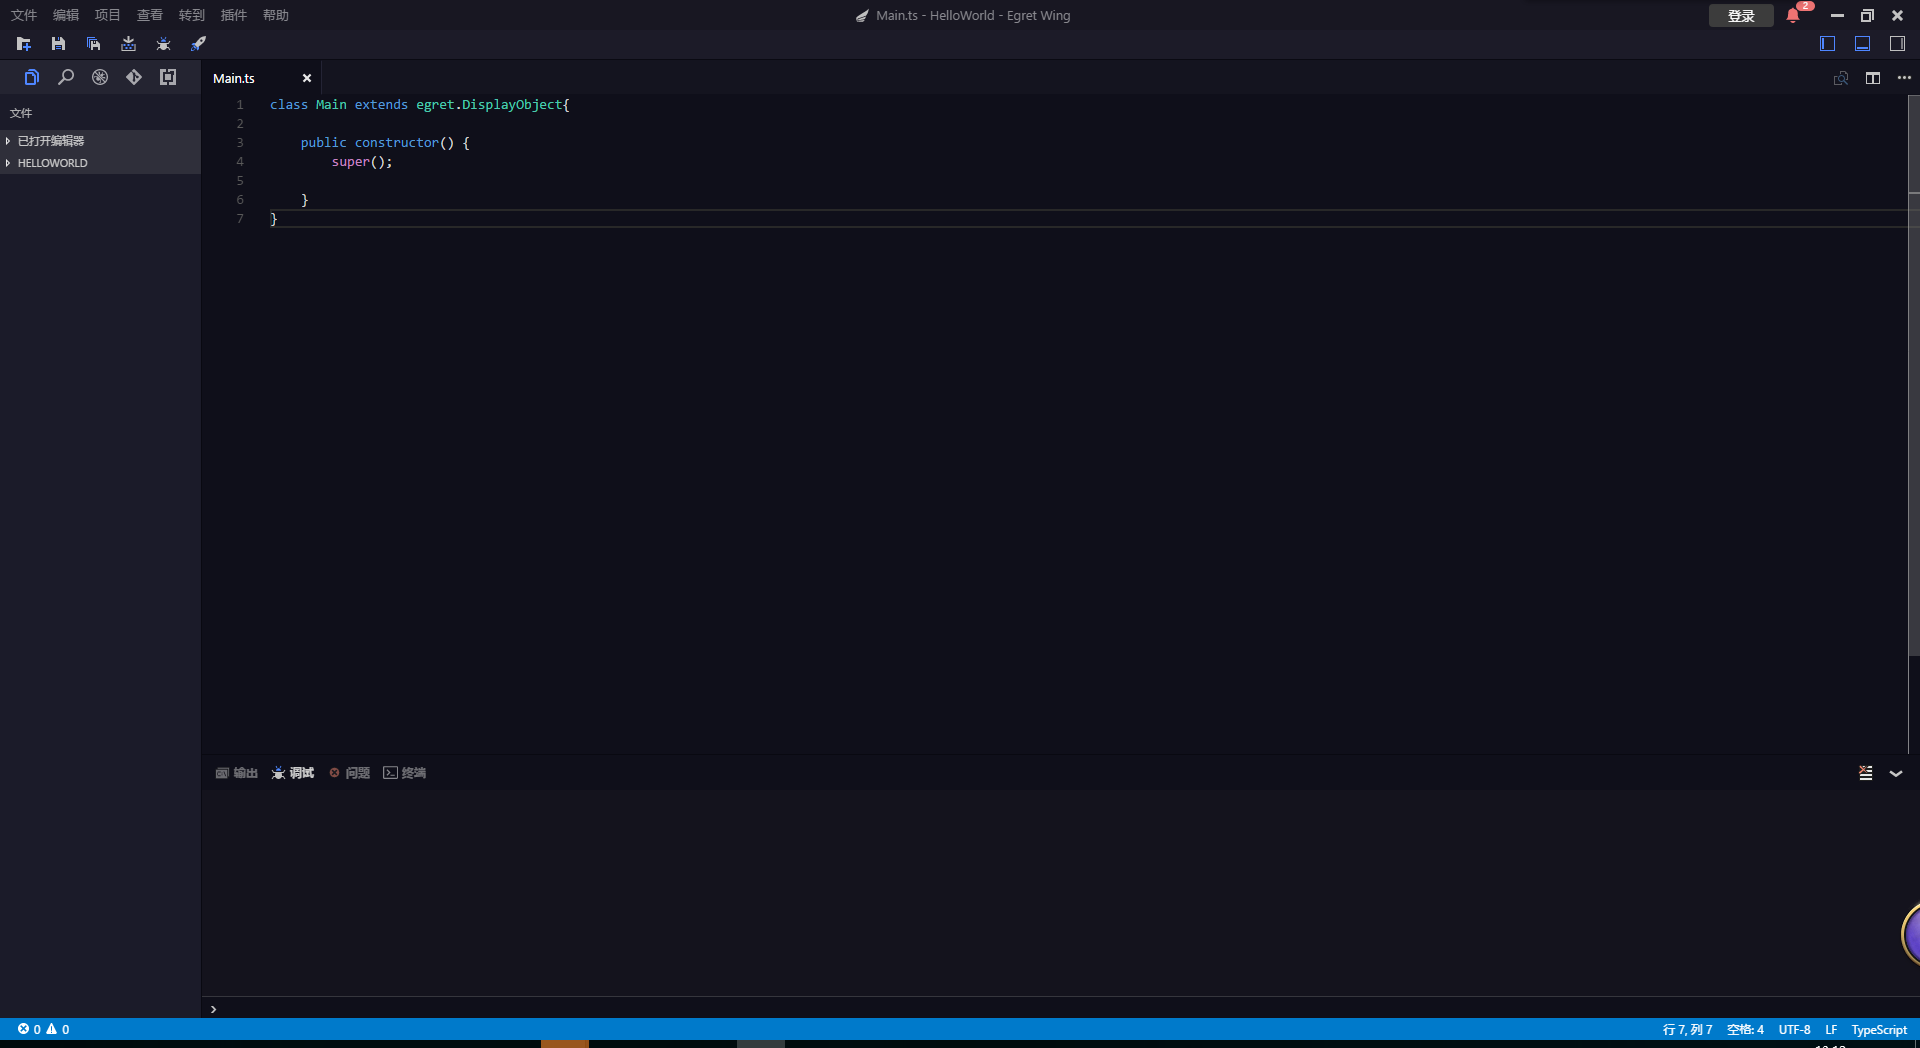 文件 编辑 项目 查看 转到 插件 帮助
Main.ts - HelloWorld - Egret Wing
登录
2
Main.ts
文件
已打开编辑器
HELLOWORLD
1 class Main extends egret.DisplayObject{
2
3 public constructor() {
4 super();
5
6 }
7 }
输出 调试 问题 终端
0 0
行 7, 列 7 空格: 4 UTF-8 LF TypeScript